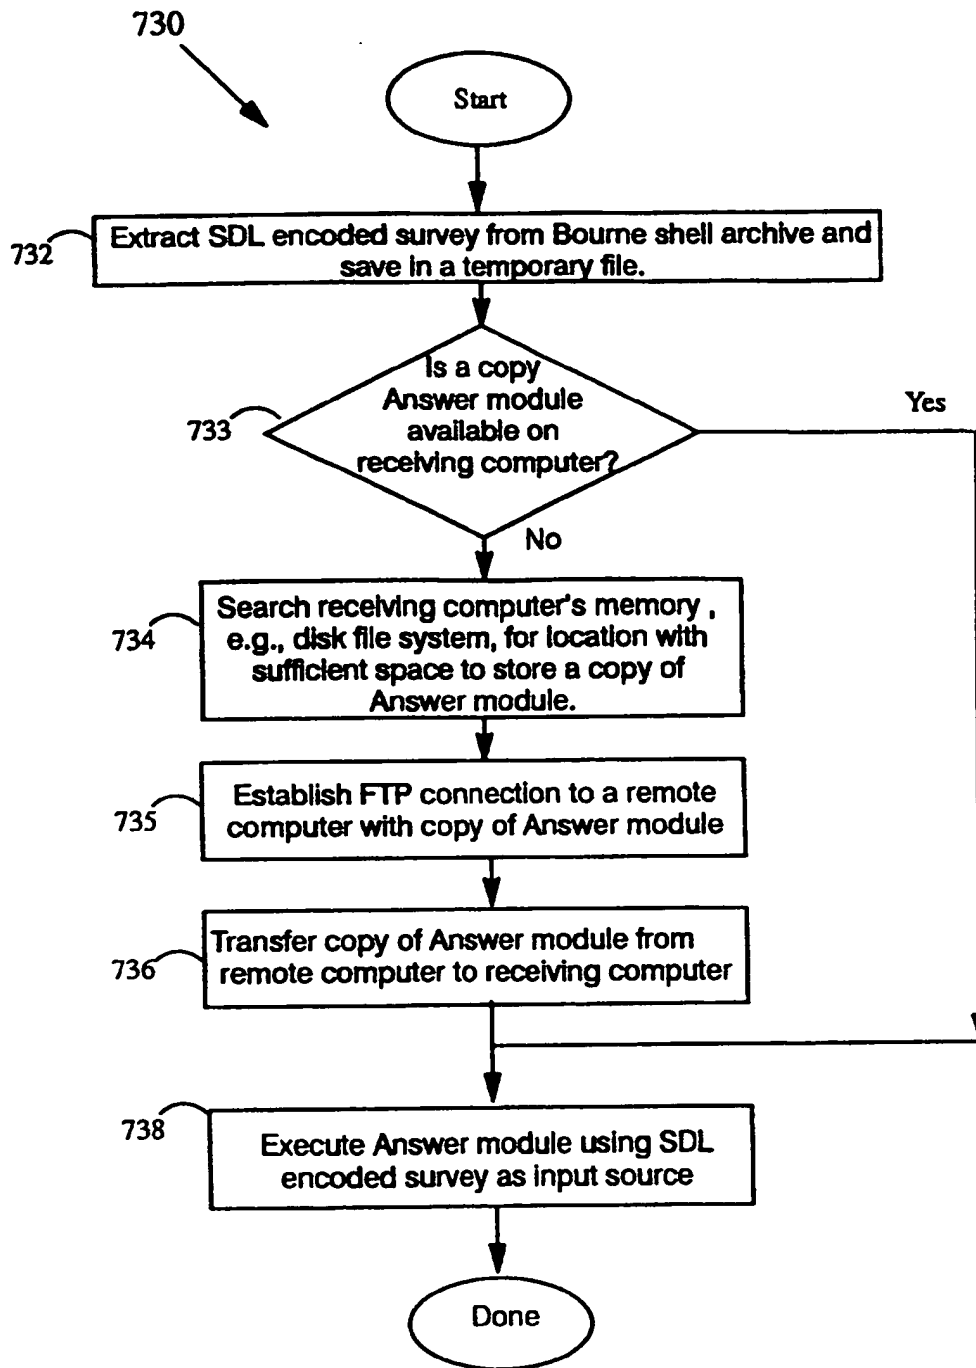 730
Start
732
Extract SDL encoded survey from Bourne shell archive and
save in a temporary file.
Is a copy
Answer module
available on
receiving computer?
733
Yes
No
734
Search receiving computer's memory ,
e.g., disk file system, for location with
sufficient space to store a copy of
Answer module.
735
Establish FTP connection to a remote
computer with copy of Answer module
736
Transfer copy of Answer module from
remote computer to receiving computer
738
Execute Answer module using SDL
encoded survey as input source
Done